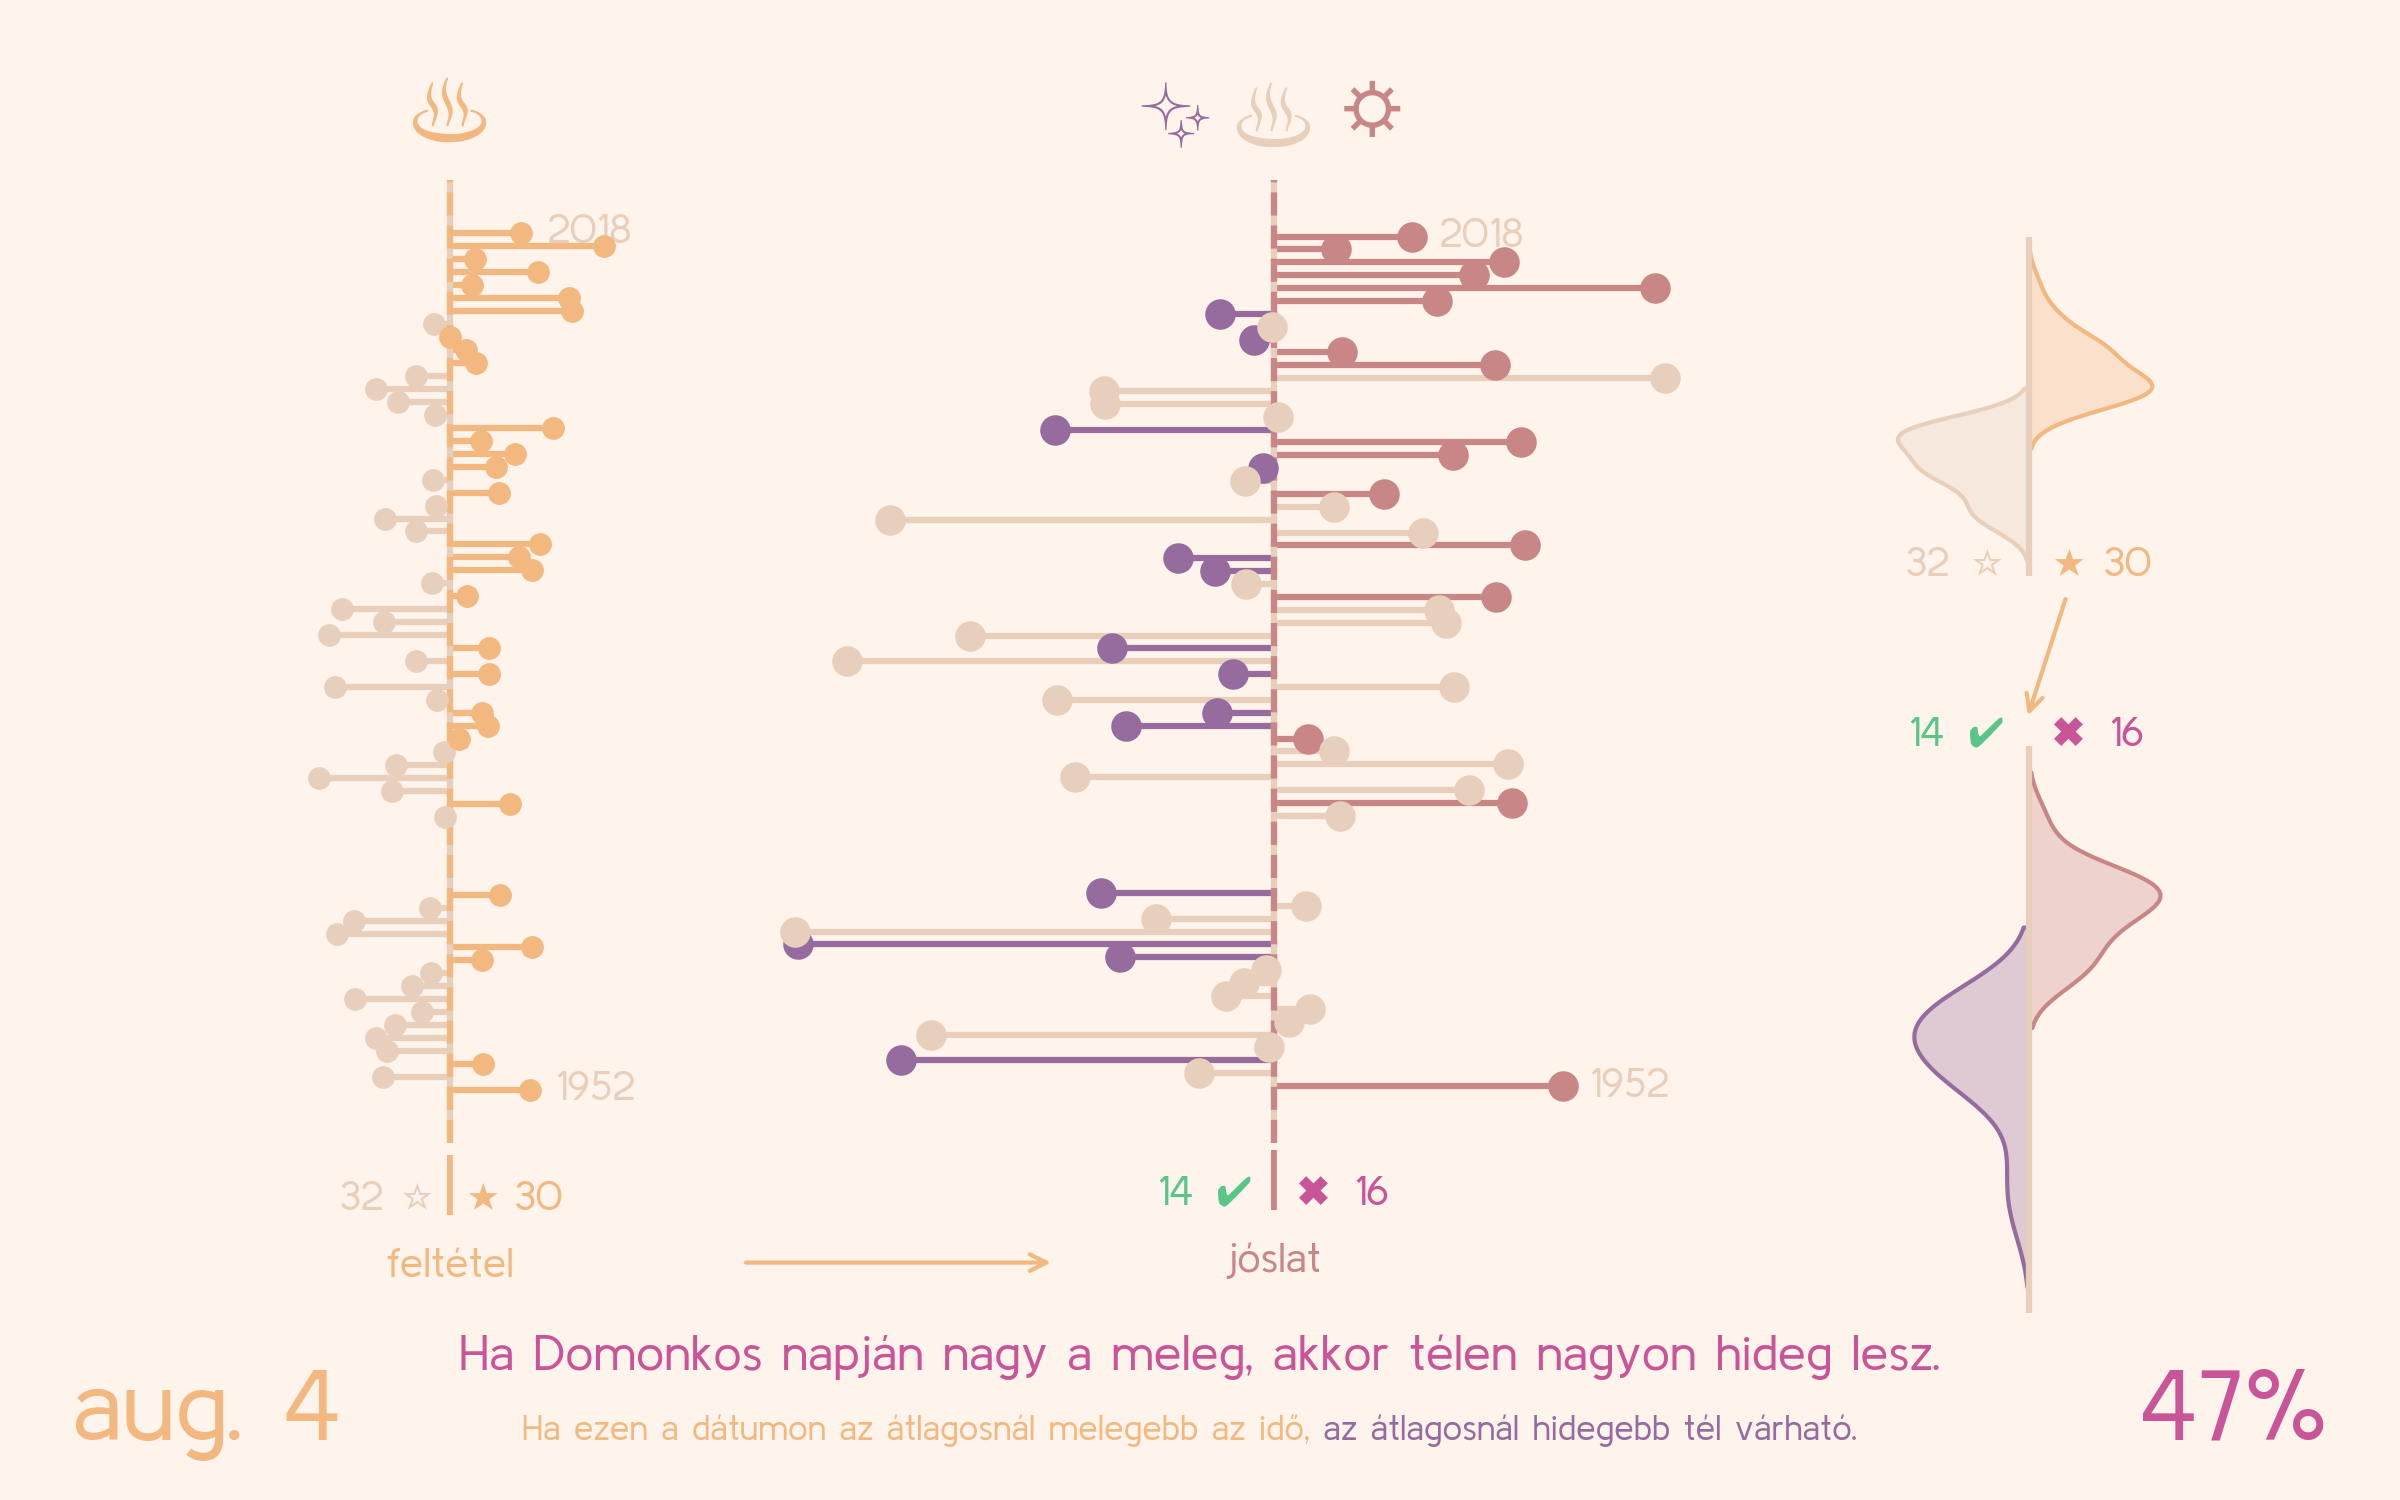 2018
2018
32 ☆ ★ 30
14 ✔ ✖ 16
1952
1952
32 ☆ ★ 30
14 ✔ ✖ 16
feltétel
jóslat
Ha Domonkos napján nagy a meleg, akkor télen nagyon hideg lesz.
aug. 4
47%
Ha ezen a dátumon az átlagosnál melegebb az idő, az átlagosnál hidegebb tél várható.